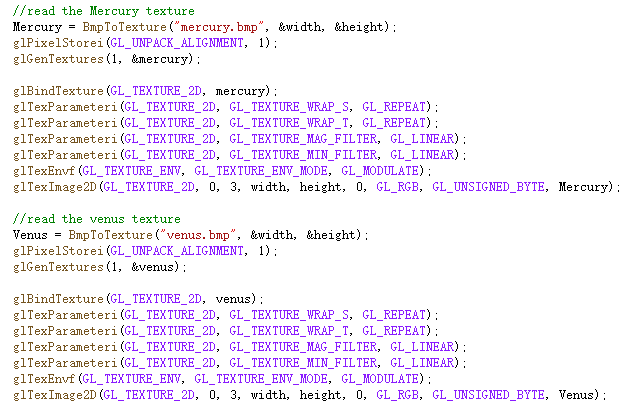 //read the Mercury texture
Mercury = BmpToTexture("mercury.bmp", &width, &height);
glPixelStorei(GL_UNPACK_ALIGNMENT, 1);
glGenTextures(1, &mercury);
glBindTexture(GL_TEXTURE_2D, mercury);
glTexParameteri(GL_TEXTURE_2D, GL_TEXTURE_WRAP_S, GL_REPEAT);
glTexParameteri(GL_TEXTURE_2D, GL_TEXTURE_WRAP_T, GL_REPEAT);
glTexParameteri(GL_TEXTURE_2D, GL_TEXTURE_MAG_FILTER, GL_LINEAR);
glTexParameteri(GL_TEXTURE_2D, GL_TEXTURE_MIN_FILTER, GL_LINEAR);
glTexEnvf(GL_TEXTURE_ENV, GL_TEXTURE_ENV_MODE, GL_MODULATE);
glTexImage2D(GL_TEXTURE_2D, 0, 3, width, height, 0, GL_RGB, GL_UNSIGNED_BYTE, Mercury);
//read the venus texture
Venus = BmpToTexture("venus.bmp", &width, &height);
glPixelStorei(GL_UNPACK_ALIGNMENT, 1);
glGenTextures(1, &venus);
glBindTexture(GL_TEXTURE_2D, venus);
glTexParameteri(GL_TEXTURE_2D, GL_TEXTURE_WRAP_S, GL_REPEAT);
glTexParameteri(GL_TEXTURE_2D, GL_TEXTURE_WRAP_T, GL_REPEAT);
glTexParameteri(GL_TEXTURE_2D, GL_TEXTURE_MAG_FILTER, GL_LINEAR);
glTexParameteri(GL_TEXTURE_2D, GL_TEXTURE_MIN_FILTER, GL_LINEAR);
glTexEnvf(GL_TEXTURE_ENV, GL_TEXTURE_ENV_MODE, GL_MODULATE);
glTexImage2D(GL_TEXTURE_2D, 0, 3, width, height, 0, GL_RGB, GL_UNSIGNED_BYTE, Venus);